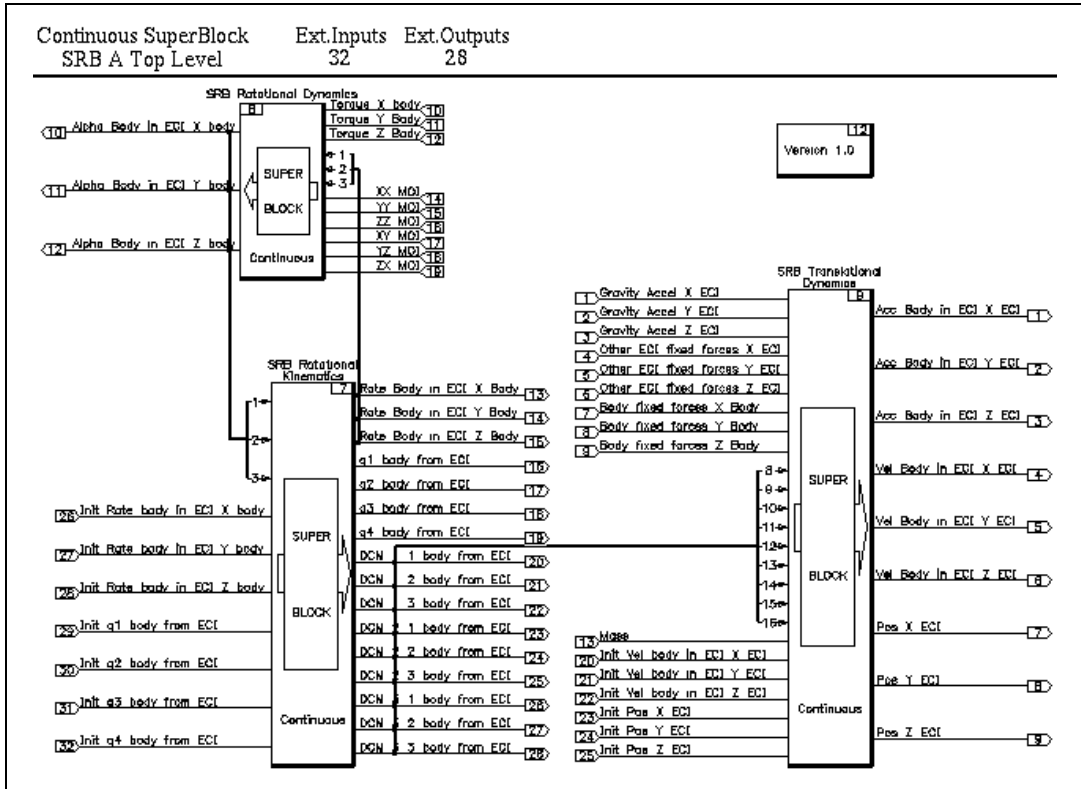 Continuous SuperBlock Ext.Inputs Ext.Outputs
SRB A Top Level 32 28
SRB Rotational Dynamics
8
10 Alpha Body in ECI X body
11 Alpha Body in ECI Y body
12 Alpha Body in ECI Z body
Torque X body 10
Torque Y Body 11
Torque Z Body 12
1
2
3
SUPER
BLOCK
Continuous
XX MOI 14
YY MOI 15
ZZ MOI 16
XY MOI 17
YZ MOI 18
ZX MOI 19
12
Version 1.0
SRB Rotational
Kinematics
7
1
2
3
26 Init Rate body in ECI X body
27 Init Rate body in ECI Y body
28 Init Rate body in ECI Z body
29 Init q1 body from ECI
30 Init q2 body from ECI
31 Init q3 body from ECI
32 Init q4 body from ECI
SUPER
BLOCK
Continuous
Rate Body in ECI X Body 13
Rate Body in ECI Y Body 14
Rate Body in ECI Z Body 15
q1 body from ECI 16
q2 body from ECI 17
q3 body from ECI 18
q4 body from ECI 19
DCM 1 body from ECI 20
DCM 2 body from ECI 21
DCM 3 body from ECI 22
DCM 1 body from ECI 23
DCM 2 body from ECI 24
DCM 3 body from ECI 25
DCM 1 body from ECI 26
DCM 2 body from ECI 27
DCM 3 body from ECI 28
SRB Translational
Dynamics
9
1 Gravity Accel X ECI
2 Gravity Accel Y ECI
3 Gravity Accel Z ECI
4 Other ECI fixed forces X ECI
5 Other ECI fixed forces Y ECI
6 Other ECI fixed forces Z ECI
7 Body fixed forces X Body
8 Body fixed forces Y Body
9 Body fixed forces Z Body
8
9
10
11
12
13
14
15
16
13 Mass
20 Init Vel body in ECI X ECI
21 Init Vel body in ECI Y ECI
22 Init Vel body in ECI Z ECI
23 Init Pos X ECI
24 Init Pos Y ECI
25 Init Pos Z ECI
SUPER
BLOCK
Continuous
Acc Body in ECI X ECI 1
Acc Body in ECI Y ECI 2
Acc Body in ECI Z ECI 3
Vel Body in ECI X ECI 4
Vel Body in ECI Y ECI 5
Vel Body in ECI Z ECI 6
Pos X ECI 7
Pos Y ECI 8
Pos Z ECI 9